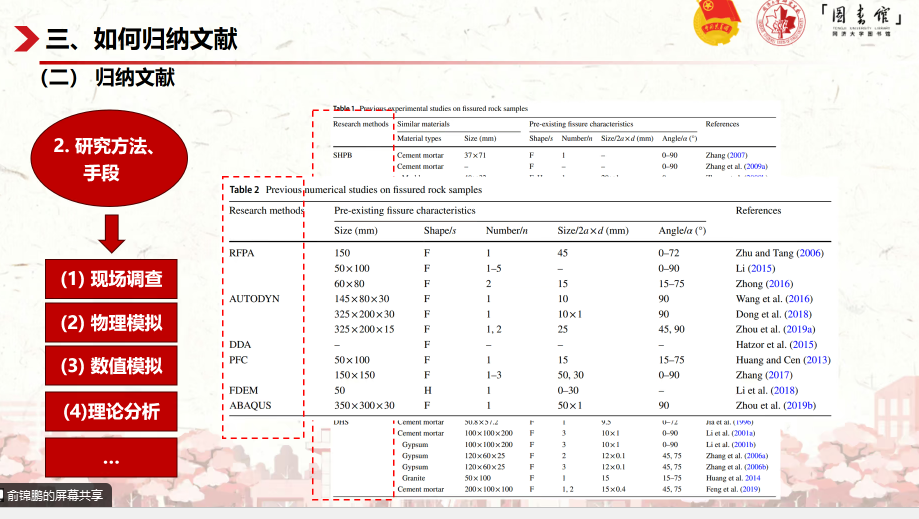 三、如何归纳文献
「图书馆」
同济大学图书馆
(二) 归纳文献
2. 研究方法、
手段
(1) 现场调查
(2) 物理模拟
(3) 数值模拟
(4)理论分析
...
Table 1 Previous experimental studies on fissured rock samples
Research methods Similar materials Pre-existing fissure characteristics References
Material types Size (mm) Shape/s Number/n Size/2a×d (mm) Angle/α (°)
SHPB Cement mortar 37×71 F 1 – 0–90 Zhang (2007)
Cement mortar – F – – 0–90 Zhang et al. (2009a)
Table 2 Previous numerical studies on fissured rock samples
Research methods Pre-existing fissure characteristics References
Size (mm) Shape/s Number/n Size/2a×d (mm) Angle/α (°)
RFPA 150 F 1 45 0–72 Zhu and Tang (2006)
50×100 F 1–5 – 0–90 Li (2015)
60×80 F 2 15 15–75 Zhong (2016)
AUTODYN 145×80×30 F 1 10 90 Wang et al. (2016)
325×200×30 F 1 10×1 90 Dong et al. (2018)
325×200×15 F 1, 2 25 45, 90 Zhou et al. (2019a)
DDA – F – – – Hatzor et al. (2015)
PFC 50×100 F 1 15 15–75 Huang and Cen (2013)
150×150 F 1–3 50, 30 0–90 Zhang (2017)
FDEM 50 H 1 0–30 – Li et al. (2018)
ABAQUS 350×300×30 F 1 50×1 90 Zhou et al. (2019b)
DHS Cement mortar 50.8×57.2 F 1 9.5 0–72 Jia et al. (1996)
Cement mortar 100×100×200 F 3 10×1 0–90 Li et al. (2001a)
Gypsum 100×100×200 F 3 10×1 0–90 Li et al. (2001b)
Gypsum 120×60×25 F 2 12×0.1 45, 75 Zhang et al. (2006a)
Gypsum 120×60×25 F 3 12×0.1 45, 75 Zhang et al. (2006b)
Granite 50×100 F 1 15 15–75 Huang et al. 2014
Cement mortar 200×100×100 F 1, 2 15×0.4 45, 75 Feng et al. (2019)
俞锦鹏的屏幕共享